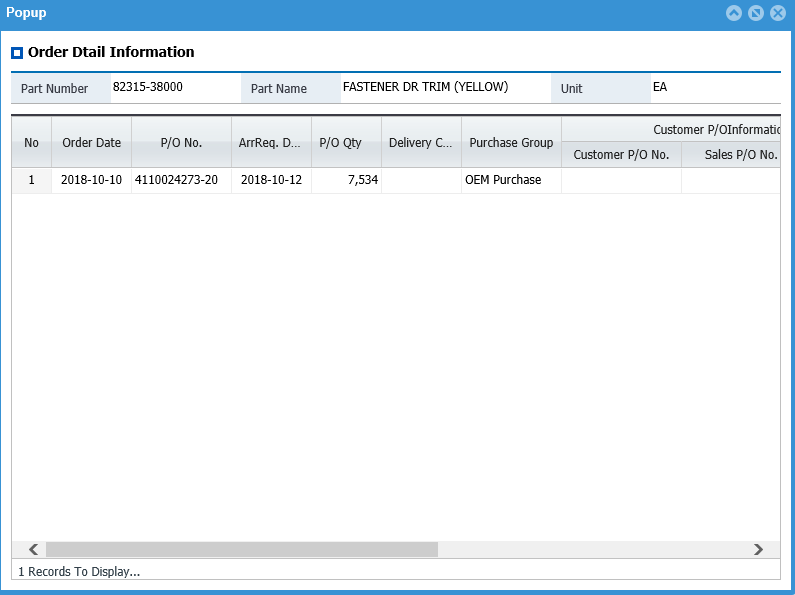 Popup
Order Dtail Information
Part Number 82315-38000 Part Name FASTENER DR TRIM (YELLOW) Unit EA
No Order Date P/O No. ArrReq. D... P/O Qty Delivery C... Purchase Group Customer P/OInformatio
Customer P/O No. Sales P/O No.
1 2018-10-10 4110024273-20 2018-10-12 7,534 OEM Purchase
1 Records To Display...